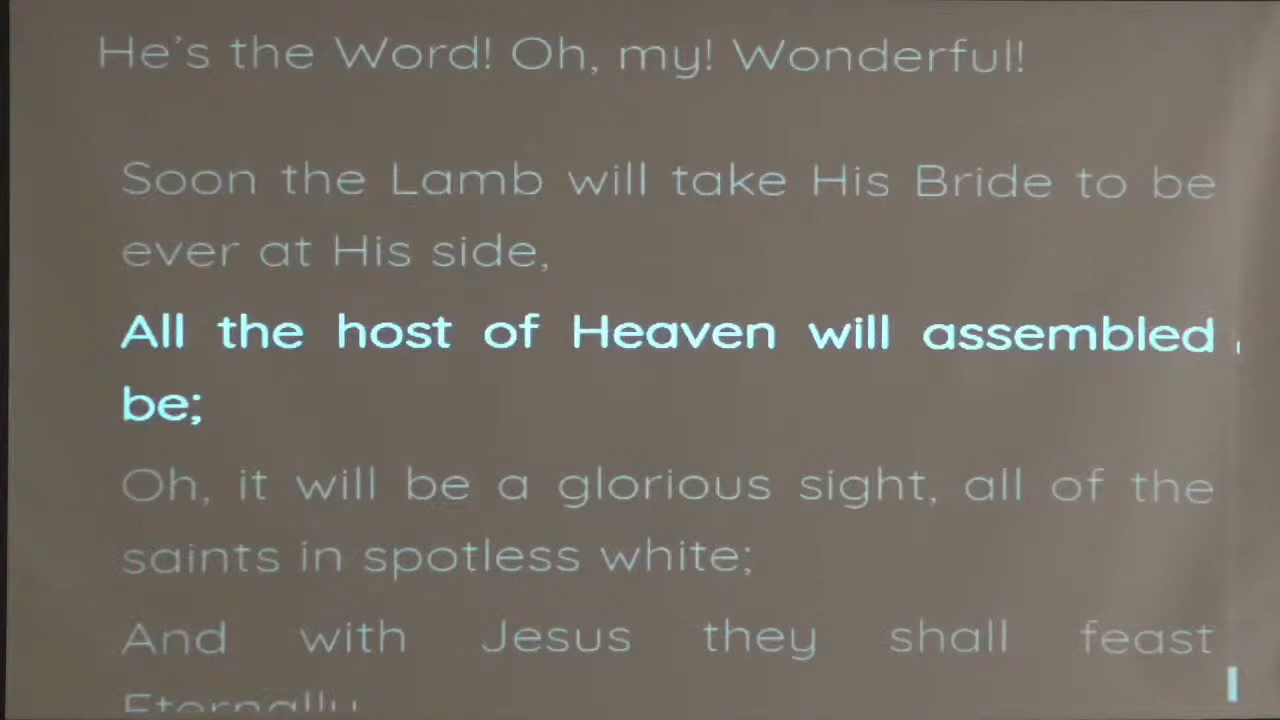 He's the Word! Oh, my! Wonderful!
Soon the Lamb will take His Bride to be
ever at His side,
All the host of Heaven will assembled
be;
Oh, it will be a glorious sight, all of the
saints in spotless white;
And with Jesus they shall feast
Eternally